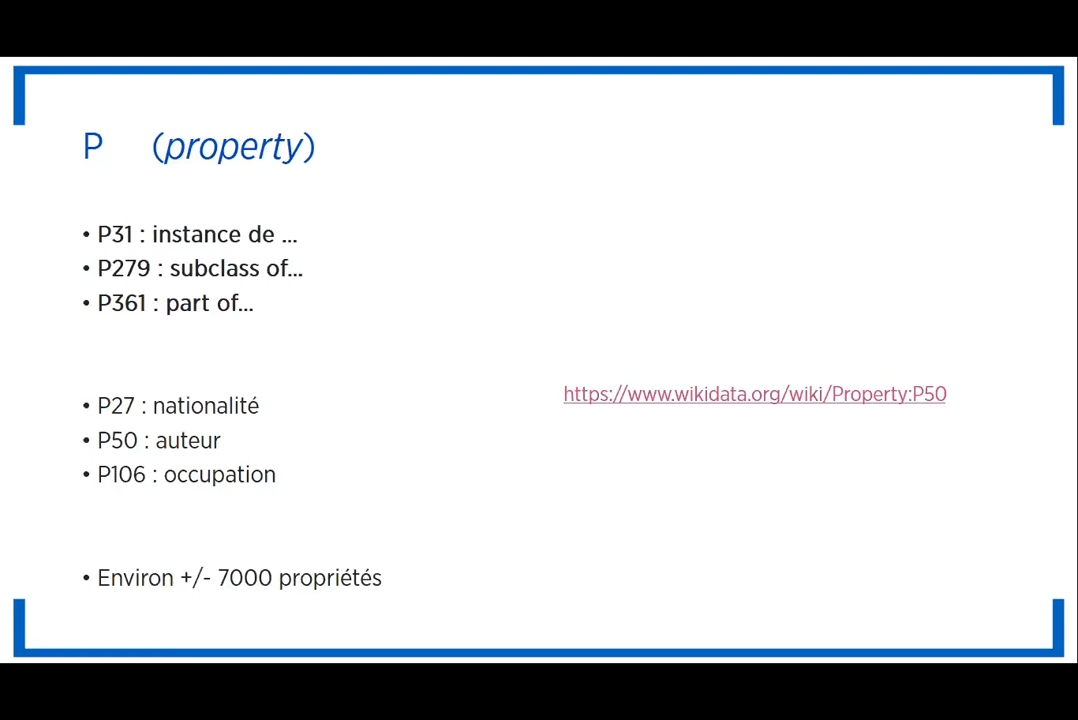 P (property)
• P31 : instance de ...
• P279 : subclass of...
• P361 : part of...
• P27 : nationalité
https://www.wikidata.org/wiki/Property:P50
• P50 : auteur
• P106 : occupation
• Environ +/- 7000 propriétés